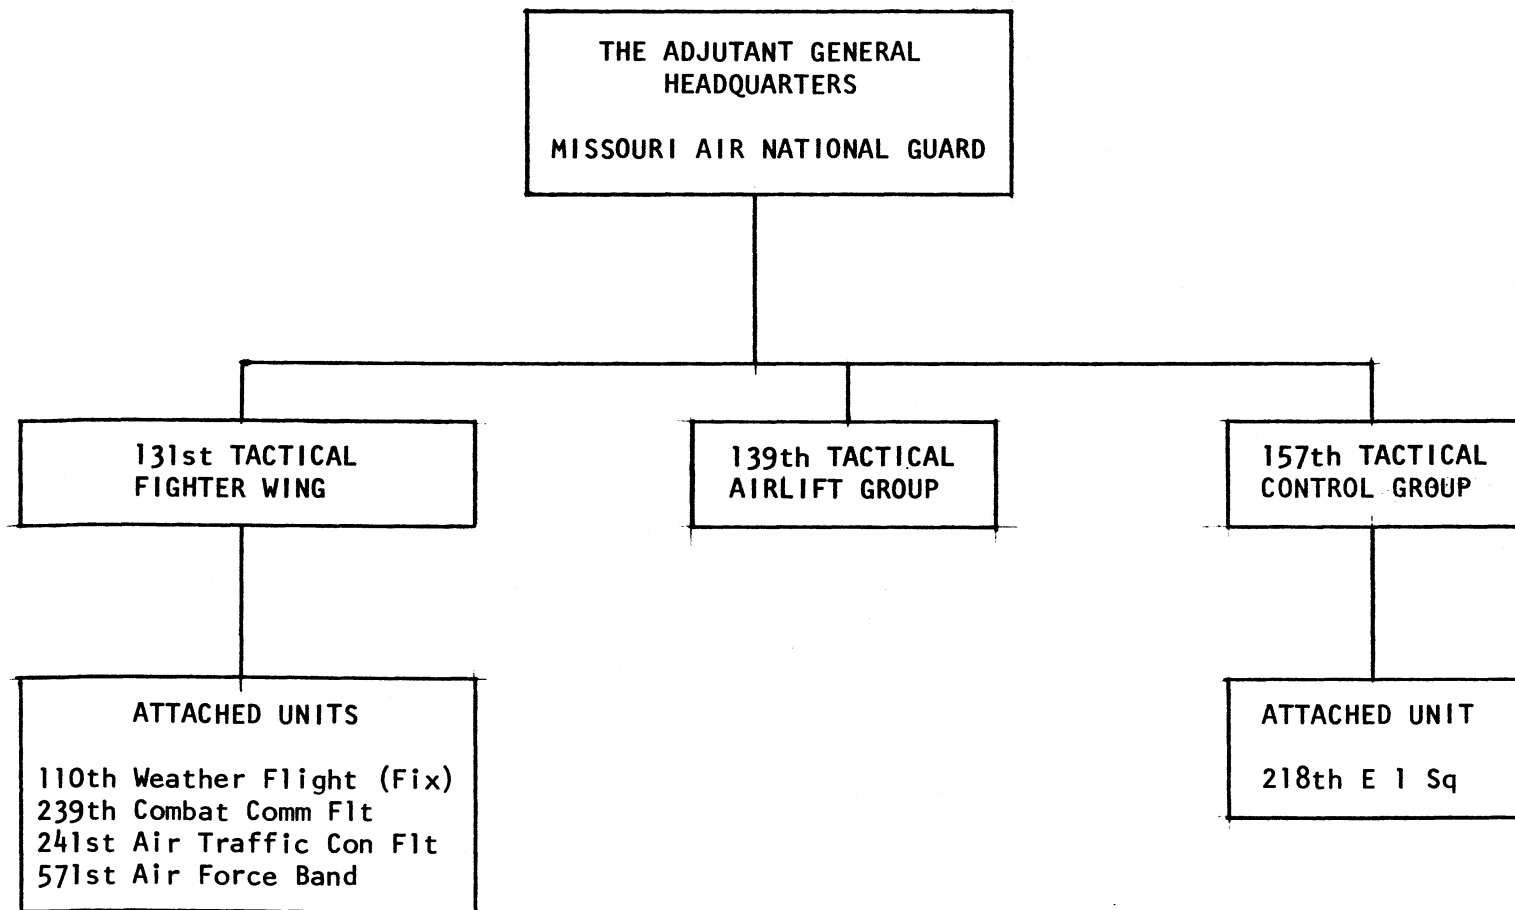 THE ADJUTANT GENERAL
HEADQUARTERS
MISSOURI AIR NATIONAL GUARD
131st TACTICAL
FIGHTER WING
139th TACTICAL
AIRLIFT GROUP
157th TACTICAL
CONTROL GROUP
ATTACHED UNITS
110th Weather Flight (Fix)
239th Combat Comm Flt
241st Air Traffic Con Flt
571st Air Force Band
ATTACHED UNIT
218th E 1 Sq